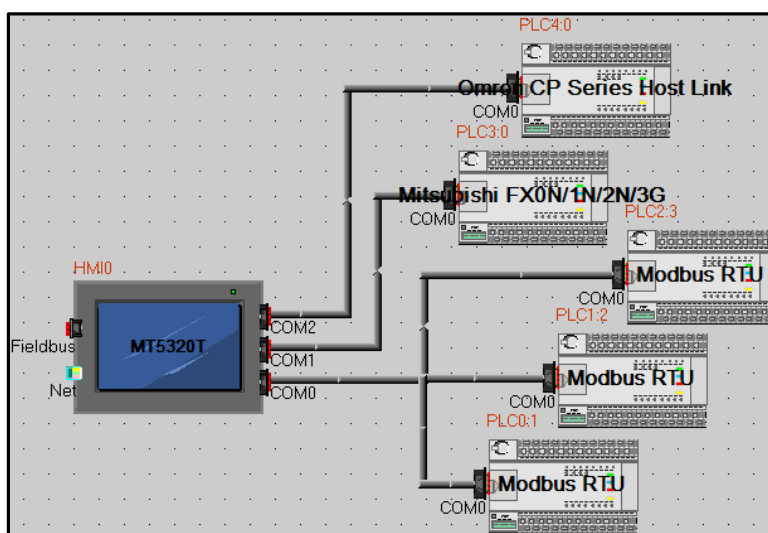 PLC4:0
Omron CP Series Host Link
COM0
PLC3:0
Mitsubishi FX0N/1N/2N/3G
COM0
PLC2:3
HMI0
Modbus RTU
COM0
PLC1:2
COM2
Fieldbus
MT5320T
COM1
Modbus RTU
Net
COM0
COM0
PLC0:1
Modbus RTU
COM0